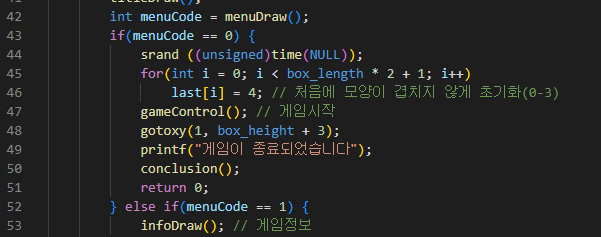 41 titleDraw();
42 int menuCode = menuDraw();
43 if(menuCode == 0) {
44 srand ((unsigned)time(NULL));
45 for(int i = 0; i < box_length * 2 + 1; i++)
46 last[i] = 4; // 처음에 모양이 겹치지 않게 초기화(0-3)
47 gameControl(); // 게임시작
48 gotoxy(1, box_height + 3);
49 printf("게임이 종료되었습니다");
50 conclusion();
51 return 0;
52 } else if(menuCode == 1) {
53 infoDraw(); // 게임정보